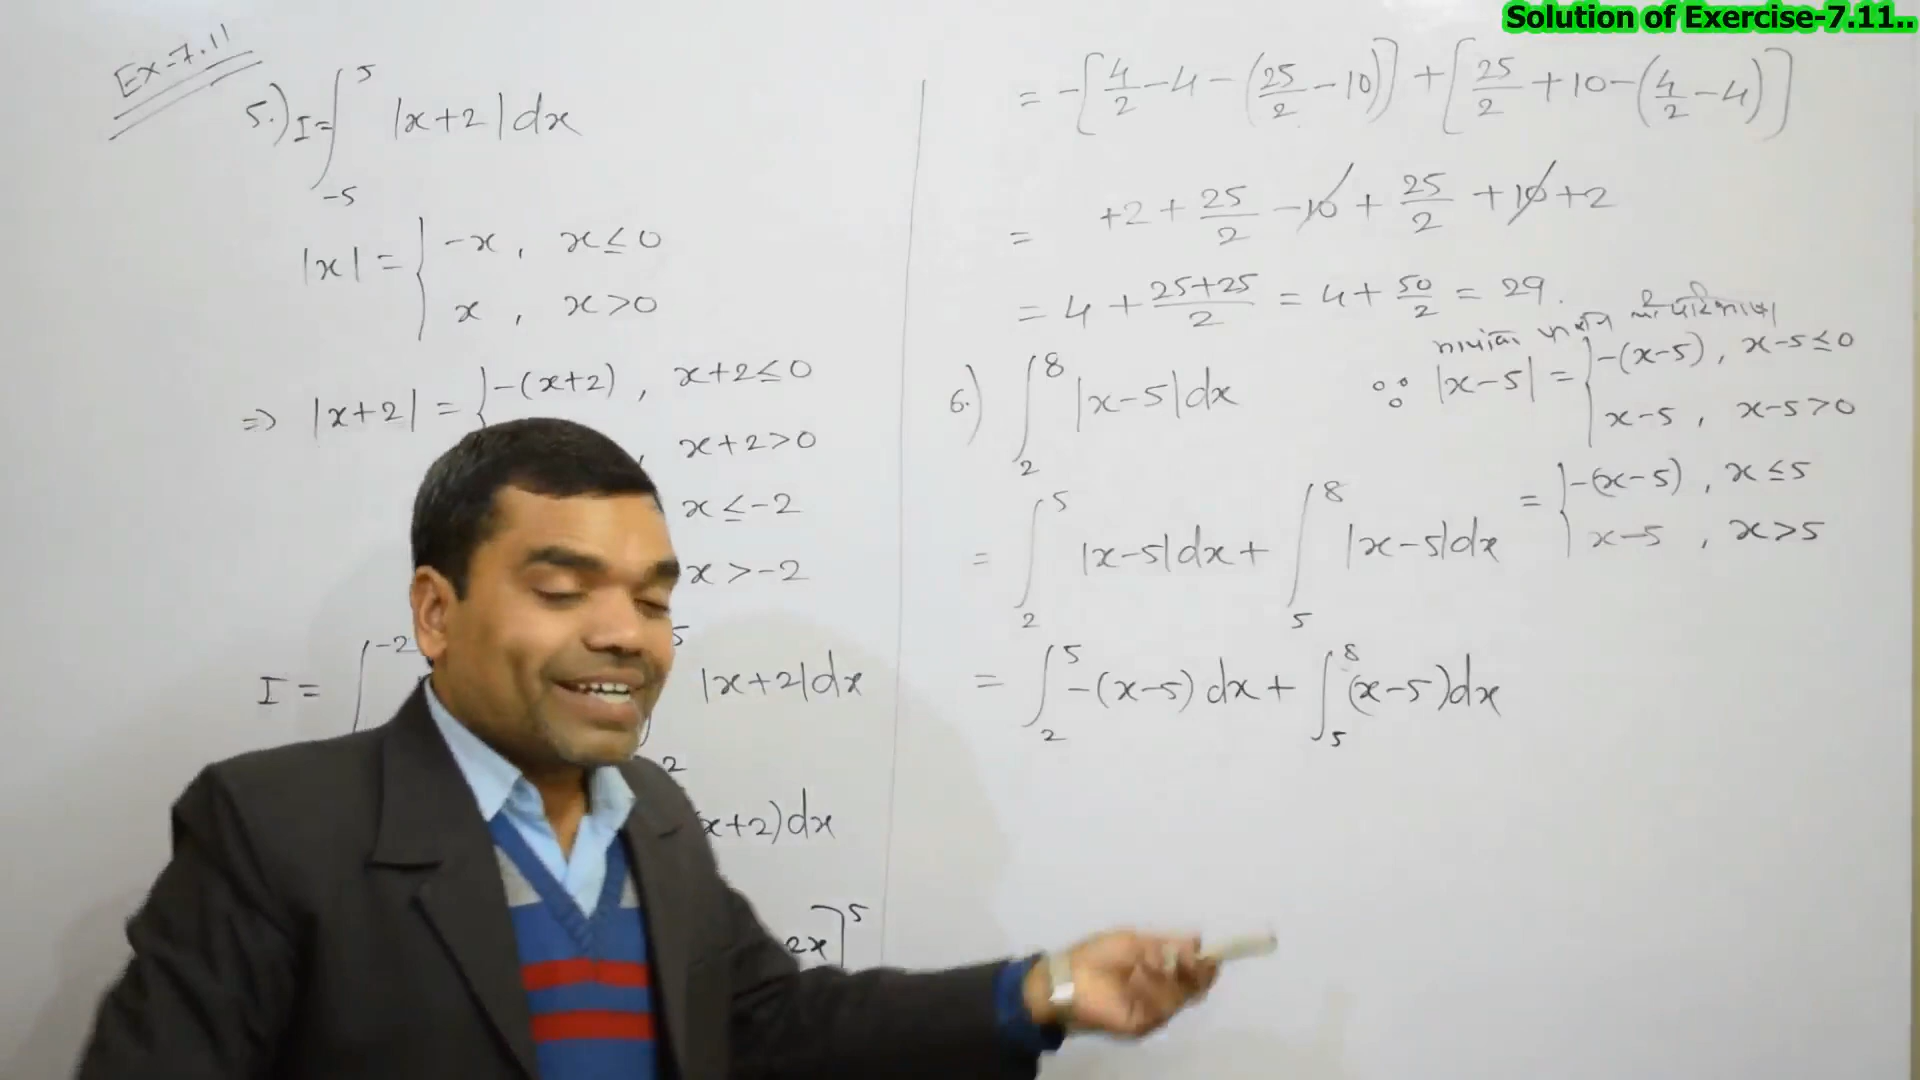 Solution of Exercise-7.11..
Ex-7.11
5.) I = ∫_{-5}^{5} |x+2| dx
|x| = { -x , x ≤ 0
x , x > 0
⇒ |x+2| = { -(x+2) , x+2 ≤ 0
, x+2 > 0
x ≤ -2
x > -2
I = ∫^{-2} |x+2| dx
(x+2) dx
2x]^5
= -[4/2 - 4 - (25/2 - 10)] + [25/2 + 10 - (4/2 - 4)]
= +2 + 25/2 - 10 + 25/2 + 10 + 2
= 4 + (25+25)/2 = 4 + 50/2 = 29.
6.) ∫_{2}^{8} |x-5| dx
∵ |x-5| = { -(x-5) , x-5 ≤ 0
x-5 , x-5 > 0
= { -(x-5) , x ≤ 5
x-5 , x > 5
= ∫_{2}^{5} |x-5| dx + ∫_{5}^{8} |x-5| dx
= ∫_{2}^{5} -(x-5) dx + ∫_{5}^{8} (x-5) dx